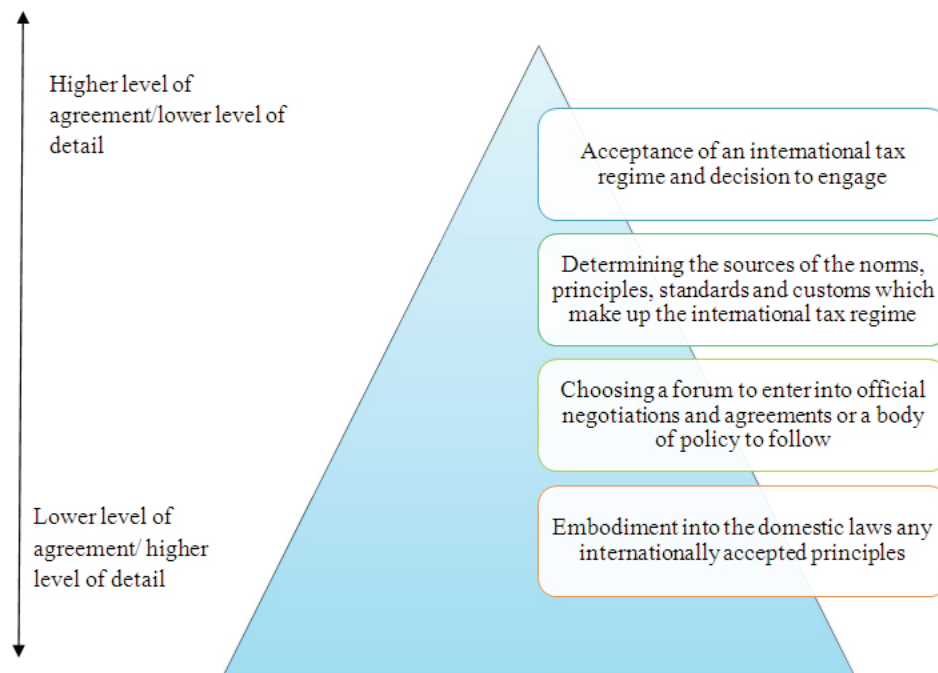 Higher level of
agreement/lower level of
detail
Acceptance of an international tax
regime and decision to engage
Determining the sources of the norms,
principles, standards and customs which
make up the international tax regime
Choosing a forum to enter into official
negotiations and agreements or a body
of policy to follow
Lower level of
agreement/ higher
level of detail
Embodiment into the domestic laws any
internationally accepted principles